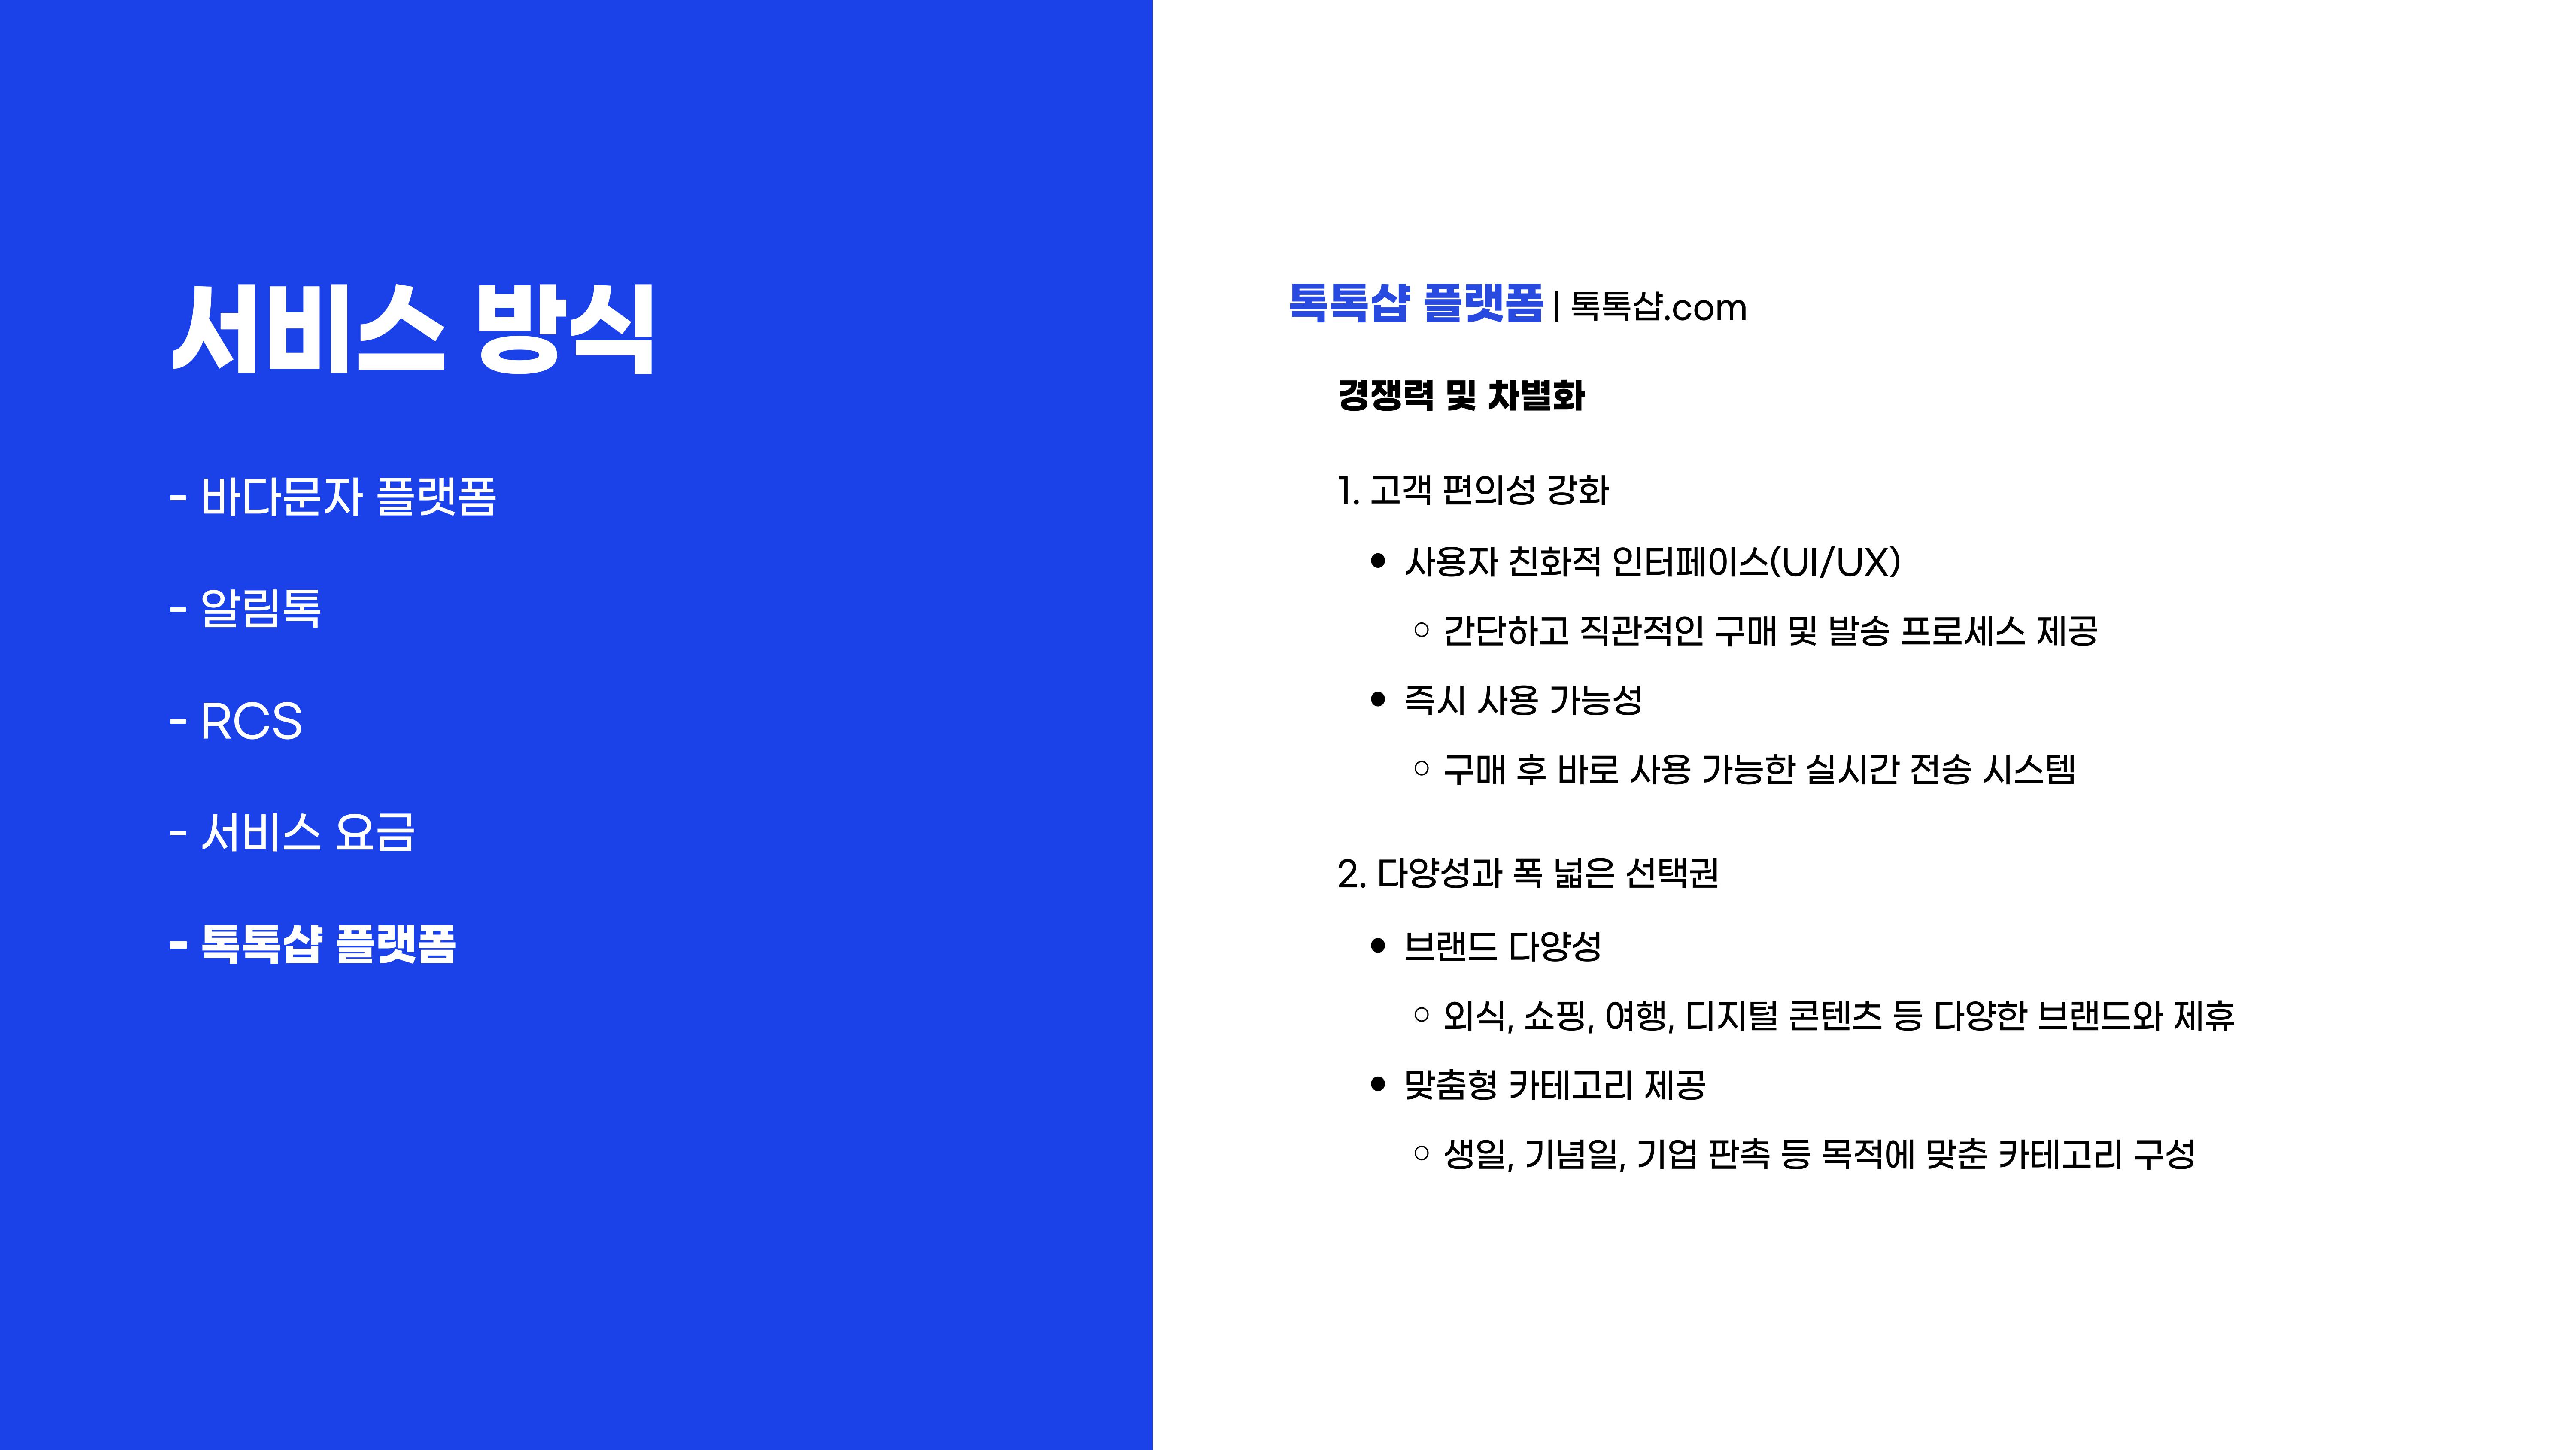 서비스 방식
- 바다문자 플랫폼
- 알림톡
- RCS
- 서비스 요금
- 톡톡샵 플랫폼
톡톡샵 플랫폼 | 톡톡샵.com
경쟁력 및 차별화
1. 고객 편의성 강화
• 사용자 친화적 인터페이스(UI/UX)
○ 간단하고 직관적인 구매 및 발송 프로세스 제공
• 즉시 사용 가능성
○ 구매 후 바로 사용 가능한 실시간 전송 시스템
2. 다양성과 폭 넓은 선택권
• 브랜드 다양성
○ 외식, 쇼핑, 여행, 디지털 콘텐츠 등 다양한 브랜드와 제휴
• 맞춤형 카테고리 제공
○ 생일, 기념일, 기업 판촉 등 목적에 맞춘 카테고리 구성